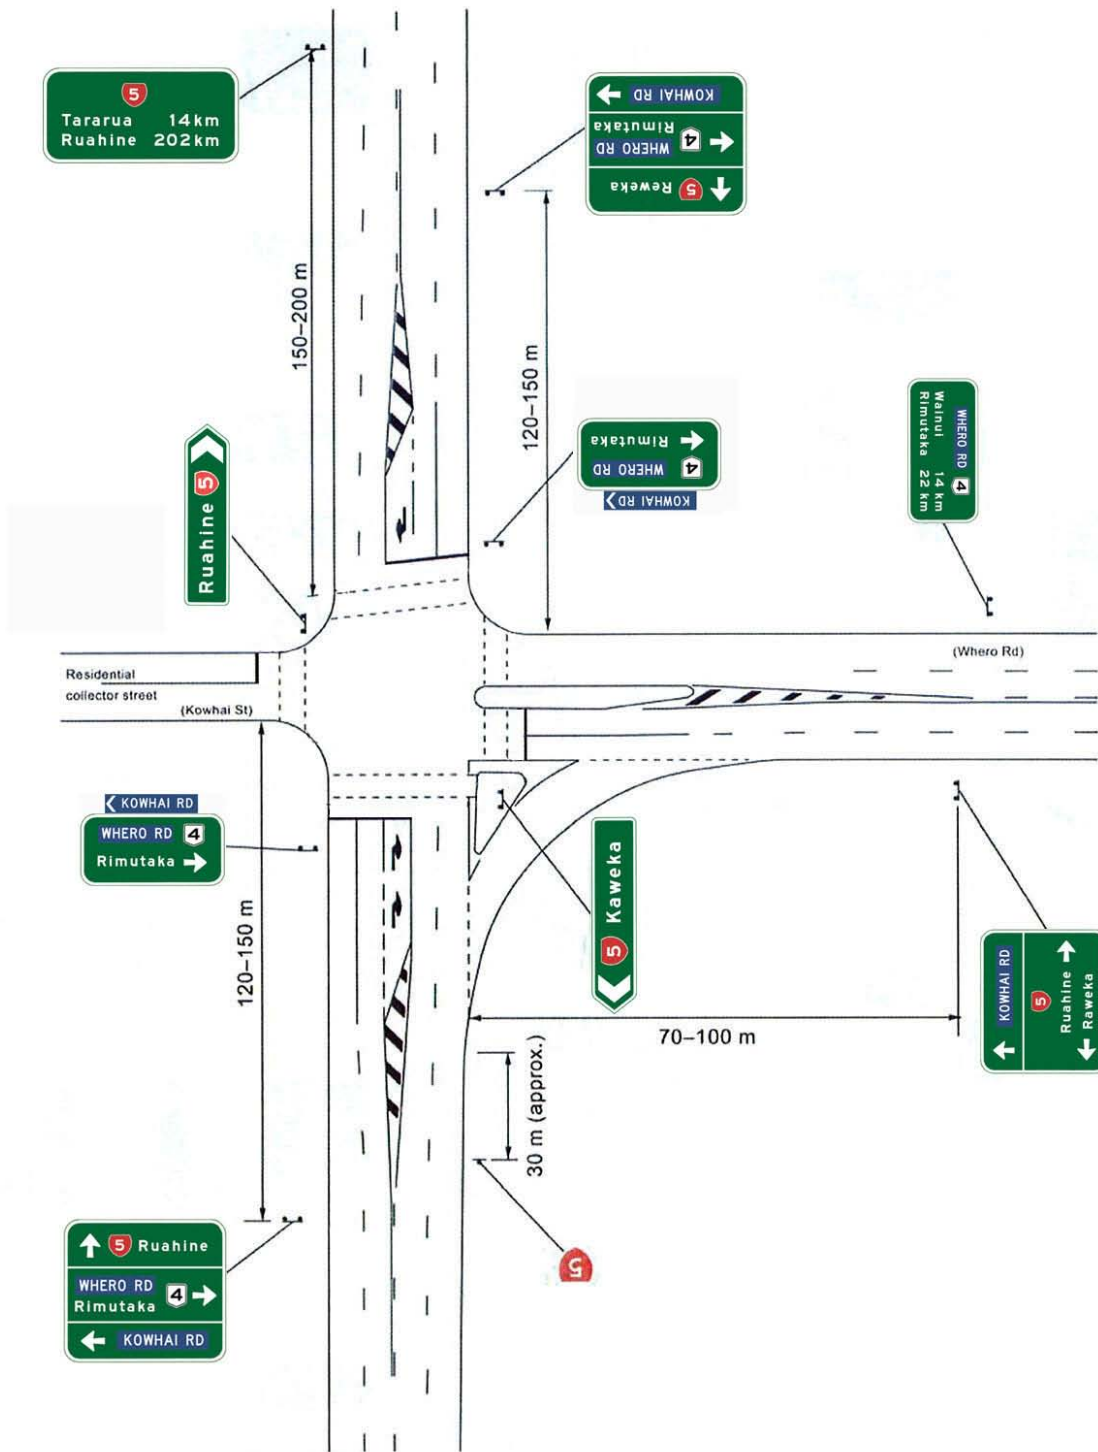 5
Tararua 14km
Ruahine 202km
KOWHAI RD
4
WHERO RD
Rimutaka
5
Reweka
150–200 m
120–150 m
Ruahine 5
4
WHERO RD
Rimutaka
KOWHAI RD
WHERO RD 4
Wainui 14 km
Rimutaka 22 km
Residential
collector street
(Kowhai St)
(Whero Rd)
KOWHAI RD
WHERO RD 4
Rimutaka
120–150 m
5 Kaweka
70–100 m
30 m (approx.)
KOWHAI RD
5
Ruahine
Raweka
5
5 Ruahine
WHERO RD
Rimutaka 4
KOWHAI RD